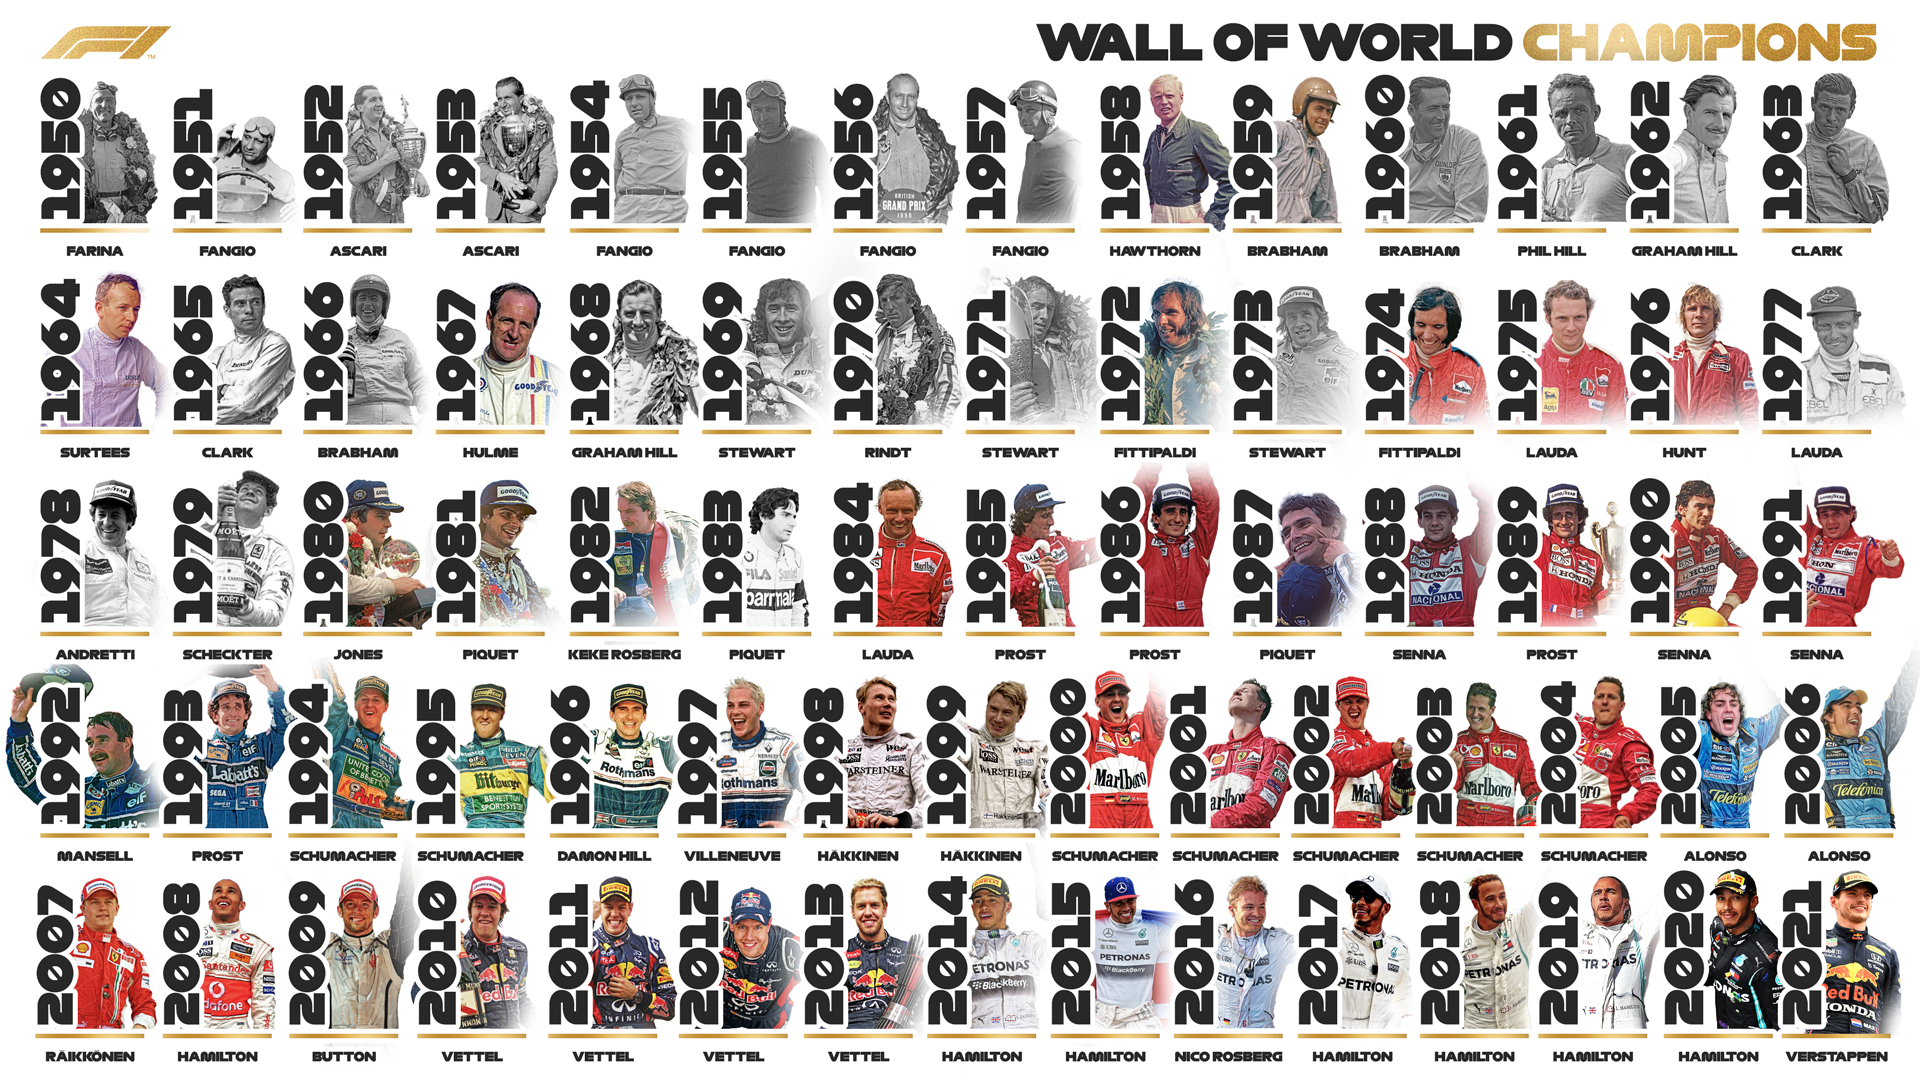 F1 ™
WALL OF WORLD CHAMPIONS
1950 1951 1952 1953 1954 1955 1956 1957 1958 1959 1960 1961 1962 1963
BRITISH
GRAND PRIX
1956
DUNLOP
FARINA FANGIO ASCARI ASCARI FANGIO FANGIO FANGIO FANGIO HAWTHORN BRABHAM BRABHAM PHIL HILL GRAHAM HILL CLARK
1964 1965 1966 1967 1968 1969 1970 1971 1972 1973 1974 1975 1976 1977
SURTEES CLARK BRABHAM HULME GRAHAM HILL STEWART RINDT STEWART FITTIPALDI STEWART FITTIPALDI LAUDA HUNT LAUDA
1978 1979 1980 1981 1982 1983 1984 1985 1986 1987 1988 1989 1990 1991
ANDRETTI SCHECKTER JONES PIQUET KEKE ROSBERG PIQUET LAUDA PROST PROST PIQUET SENNA PROST SENNA SENNA
1992 1993 1994 1995 1996 1997 1998 1999 2000 2001 2002 2003 2004 2005 2006
MANSELL PROST SCHUMACHER SCHUMACHER DAMON HILL VILLENEUVE HÄKKINEN HÄKKINEN SCHUMACHER SCHUMACHER SCHUMACHER SCHUMACHER SCHUMACHER ALONSO ALONSO
2007 2008 2009 2010 2011 2012 2013 2014 2015 2016 2017 2018 2019 2020 2021
RÄIKKÖNEN HAMILTON BUTTON VETTEL VETTEL VETTEL VETTEL HAMILTON HAMILTON NICO ROSBERG HAMILTON HAMILTON HAMILTON HAMILTON VERSTAPPEN